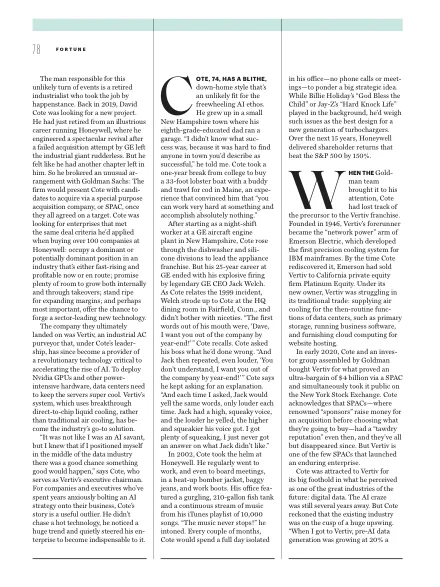 78
FORTUNE
The man responsible for this
unlikely turn of events is a retired
industrialist who took the job by
happenstance. Back in 2019, David
Cote was looking for a new project.
He had just retired from an illustrious
career running Honeywell, where he
engineered a spectacular revival after
a failed acquisition attempt by GE left
the industrial giant rudderless. But he
felt like he had another chapter left in
him. So he brokered an unusual ar-
rangement with Goldman Sachs: The
firm would present Cote with candi-
dates to acquire via a special purpose
acquisition company, or SPAC, once
they all agreed on a target. Cote was
looking for enterprises that met
the same deal criteria he'd applied
when buying over 100 companies at
Honeywell: occupy a dominant or
potentially dominant position in an
industry that's either fast-rising and
profitable now or en route; promise
plenty of room to grow both internally
and through takeovers; stand ripe
for expanding margins; and perhaps
most important, offer the chance to
forge a sector-leading new technology.
The company they ultimately
landed on was Vertiv, an industrial AC
purveyor that, under Cote's leader-
ship, has since become a provider of
a revolutionary technology critical to
accelerating the rise of AI. To deploy
Nvidia GPUs and other power-
intensive hardware, data centers need
to keep the servers super cool. Vertiv's
system, which uses breakthrough
direct-to-chip liquid cooling, rather
than traditional air cooling, has be-
come the industry's go-to solution.
"It was not like I was an AI savant,
but I knew that if I positioned myself
in the middle of the data industry
there was a good chance something
good would happen," says Cote, who
serves as Vertiv's executive chairman.
For companies and executives who've
spent years anxiously bolting an AI
strategy onto their business, Cote's
story is a useful outlier. He didn't
chase a hot technology, he noticed a
huge trend and quietly steered his en-
terprise to become indispensable to it.
COTE, 74, HAS A BLITHE,
down-home style that's
an unlikely fit for the
freewheeling AI ethos.
He grew up in a small
New Hampshire town where his
eighth-grade-educated dad ran a
garage. "I didn't know what suc-
cess was, because it was hard to find
anyone in town you'd describe as
successful," he told me. Cote took a
one-year break from college to buy
a 33-foot lobster boat with a buddy
and trawl for cod in Maine, an expe-
rience that convinced him that "you
can work very hard at something and
accomplish absolutely nothing."
After starting as a night-shift
worker at a GE aircraft engine
plant in New Hampshire, Cote rose
through the dishwasher and sili-
cone divisions to lead the appliance
franchise. But his 25-year career at
GE ended with his explosive firing
by legendary GE CEO Jack Welch.
As Cote relates the 1999 incident,
Welch strode up to Cote at the HQ
dining room in Fairfield, Conn., and
didn't bother with niceties. "The first
words out of his mouth were, 'Dave,
I want you out of the company by
year-end!'" Cote recalls. Cote asked
his boss what he'd done wrong. "And
Jack then repeated, even louder, 'You
don't understand, I want you out of
the company by year-end!'" Cote says
he kept asking for an explanation.
"And each time I asked, Jack would
yell the same words, only louder each
time. Jack had a high, squeaky voice,
and the louder he yelled, the higher
and squeakier his voice got. I got
plenty of squeaking, I just never got
an answer on what Jack didn't like."
In 2002, Cote took the helm at
Honeywell. He regularly went to
work, and even to board meetings,
in a beat-up bomber jacket, baggy
jeans, and work boots. His office fea-
tured a gurgling, 210-gallon fish tank
and a continuous stream of music
from his iTunes playlist of 10,000
songs. "The music never stops!" he
intoned. Every couple of months,
Cote would spend a full day isolated
in his office—no phone calls or meet-
ings—to ponder a big strategic idea.
While Billie Holiday's "God Bless the
Child" or Jay-Z's "Hard Knock Life"
played in the background, he'd weigh
such issues as the best design for a
new generation of turbochargers.
Over the next 15 years, Honeywell
delivered shareholder returns that
beat the S&P 500 by 150%.
WHEN THE Gold-
man team
brought it to his
attention, Cote
had lost track of
the precursor to the Vertiv franchise.
Founded in 1946, Vertiv's forerunner
became the "network power" arm of
Emerson Electric, which developed
the first precision cooling system for
IBM mainframes. By the time Cote
rediscovered it, Emerson had sold
Vertiv to California private equity
firm Platinum Equity. Under its
new owner, Vertiv was struggling in
its traditional trade: supplying air
cooling for the then-routine func-
tions of data centers, such as primary
storage, running business software,
and furnishing cloud computing for
website hosting.
In early 2020, Cote and an inves-
tor group assembled by Goldman
bought Vertiv for what proved an
ultra-bargain of $4 billion via a SPAC
and simultaneously took it public on
the New York Stock Exchange. Cote
acknowledges that SPACs—where
renowned "sponsors" raise money for
an acquisition before choosing what
they're going to buy—had a "tawdry
reputation" even then, and they've all
but disappeared since. But Vertiv is
one of the few SPACs that launched
an enduring enterprise.
Cote was attracted to Vertiv for
its big foothold in what he perceived as
one of the great industries of the
future: digital data. The AI craze
was still several years away. But Cote
reckoned that the existing industry
was on the cusp of a huge upswing.
"When I got to Vertiv, pre-AI data
generation was growing at 20% a